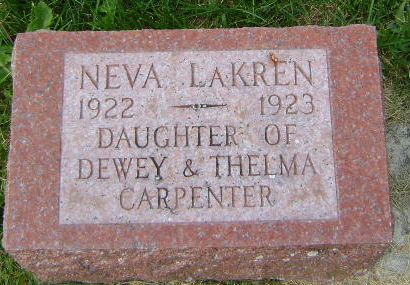 NEVA LAKREN
1922 — 1923
DAUGHTER OF
DEWEY & THELMA
CARPENTER